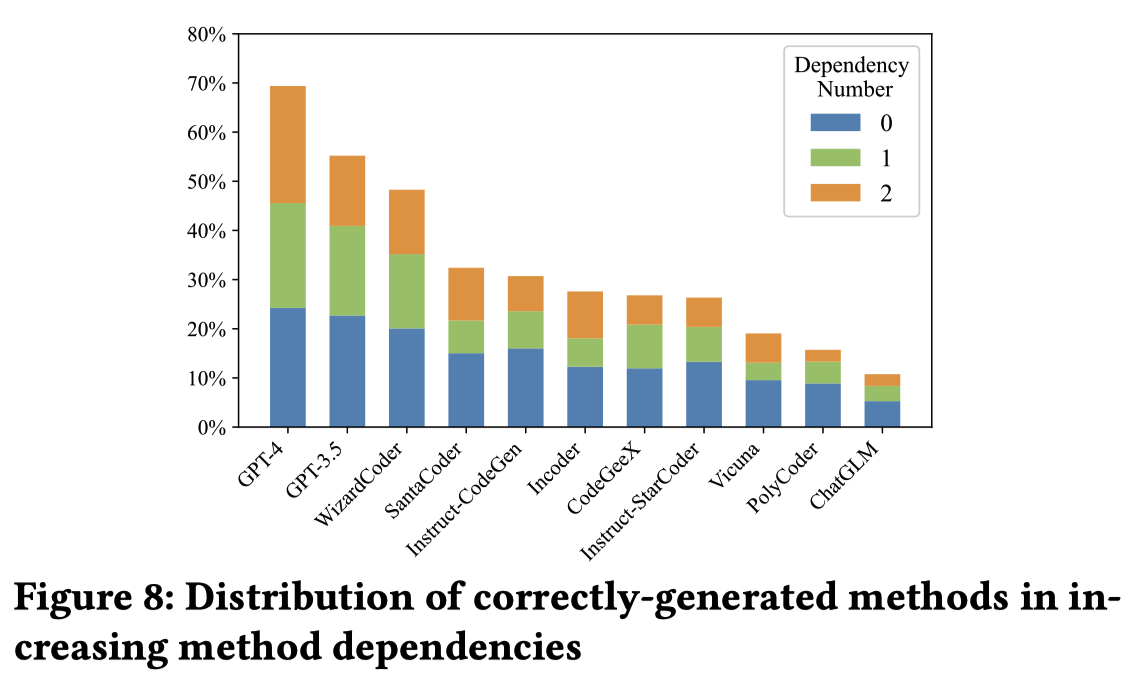 80%
70%
60%
50%
40%
30%
20%
10%
0%
Dependency
Number
0
1
2
GPT-4
GPT-3.5
WizardCoder
SantaCoder
Instruct-CodeGen
Incoder
CodeGeeX
Instruct-StarCoder
Vicuna
PolyCoder
ChatGLM
Figure 8: Distribution of correctly-generated methods in in-
creasing method dependencies